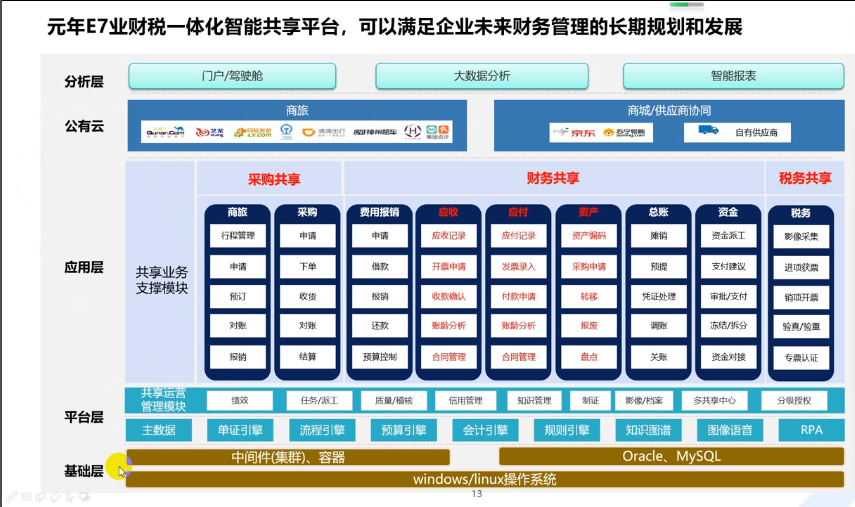 元年E7业财税一体化智能共享平台，可以满足企业未来财务管理的长期规划和发展
分析层
门户/驾驶舱
大数据分析
智能报表
公有云
商旅
Qunar.Com
艺龙
LY.COM
滴滴出行
神州租车
美团点评
商城/供应商协同
京东
苏宁易购
自有供应商
应用层
共享业务
支撑模块
采购共享
财务共享
税务共享
商旅
行程管理
申请
预订
对账
报销
采购
申请
下单
收货
对账
结算
费用报销
申请
借款
报销
还款
预算控制
应收
应收记录
开票申请
收款确认
账龄分析
合同管理
应付
应付记录
发票录入
付款申请
账龄分析
合同管理
资产
资产编码
采购申请
转移
报废
盘点
总账
摊销
预提
凭证处理
调账
关账
资金
资金派工
支付建议
审批/支付
冻结/拆分
资金对接
税务
影像采集
进项获票
销项开票
验真/验重
专票认证
平台层
共享运营
管理模块
绩效
任务/派工
质量/稽核
信用管理
知识管理
制证
影像/档案
多共享中心
分级授权
主数据
单证引擎
流程引擎
预算引擎
会计引擎
规则引擎
知识图谱
图像语音
RPA
基础层
中间件(集群)、容器
Oracle、MySQL
windows/linux操作系统
13